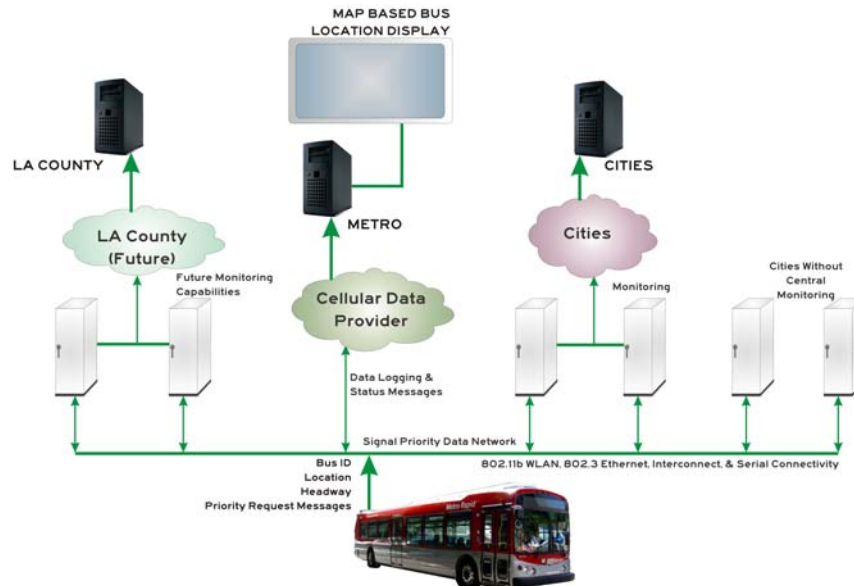 MAP BASED BUS
LOCATION DISPLAY
LA COUNTY
METRO
CITIES
LA County
(Future)
Cities
Future Monitoring
Capabilities
Cellular Data
Provider
Monitoring
Cities Without
Central
Monitoring
Data Logging &
Status Messages
Signal Priority Data Network
Bus ID
Location
Headway
Priority Request Messages
802.11b WLAN, 802.3 Ethernet, Interconnect, & Serial Connectivity
Metro Rapid